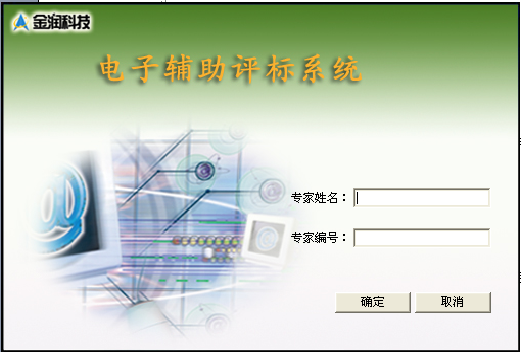 金润科技
电子辅助评标系统
专家姓名：
专家编号：
确定 取消